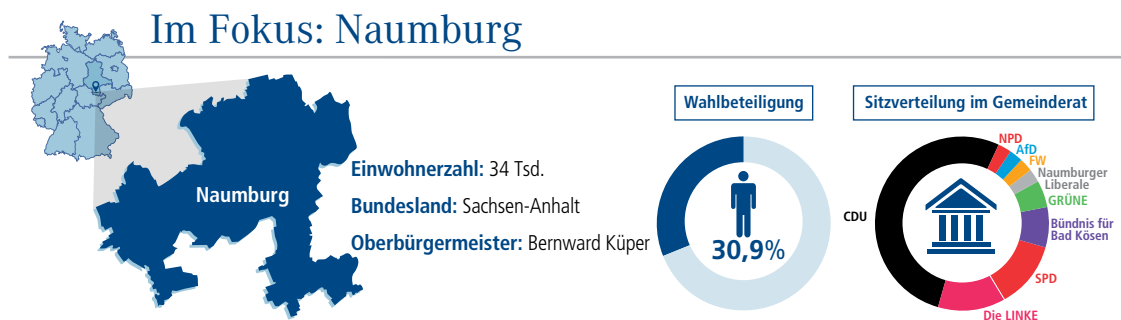 Im Fokus: Naumburg
Naumburg
Einwohnerzahl: 34 Tsd.
Bundesland: Sachsen-Anhalt
Oberbürgermeister: Bernward Küper
Wahlbeteiligung
30,9%
Sitzverteilung im Gemeinderat
NPD
AfD
FW
Naumburger
Liberale
GRÜNE
Bündnis für
Bad Kösen
SPD
Die LINKE
CDU